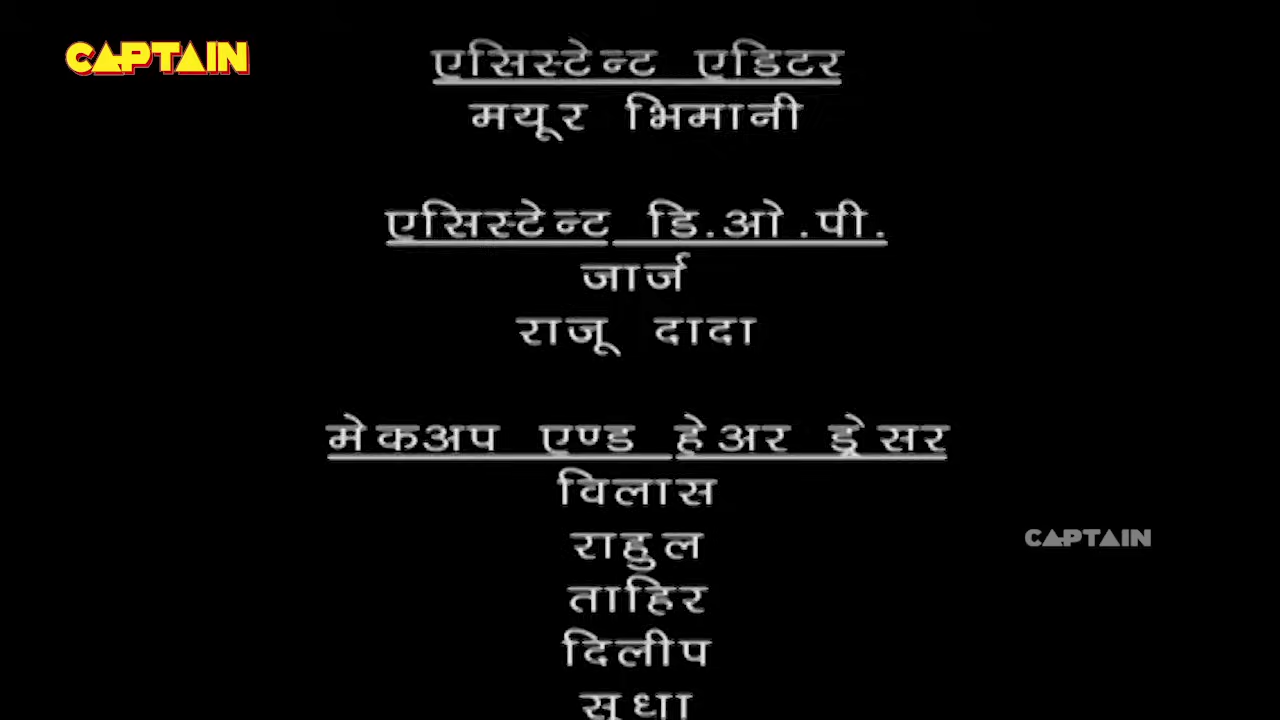 CAPTAIN
एसिस्टेन्ट एडिटर
मयूर भिमानी
एसिस्टेन्ट डि.ओ.पी.
जार्ज
राजू दादा
मेकअप एण्ड हेअर ड्रेसर
विलास
राहुल
CAPTAIN
ताहिर
दिलीप
सुधा